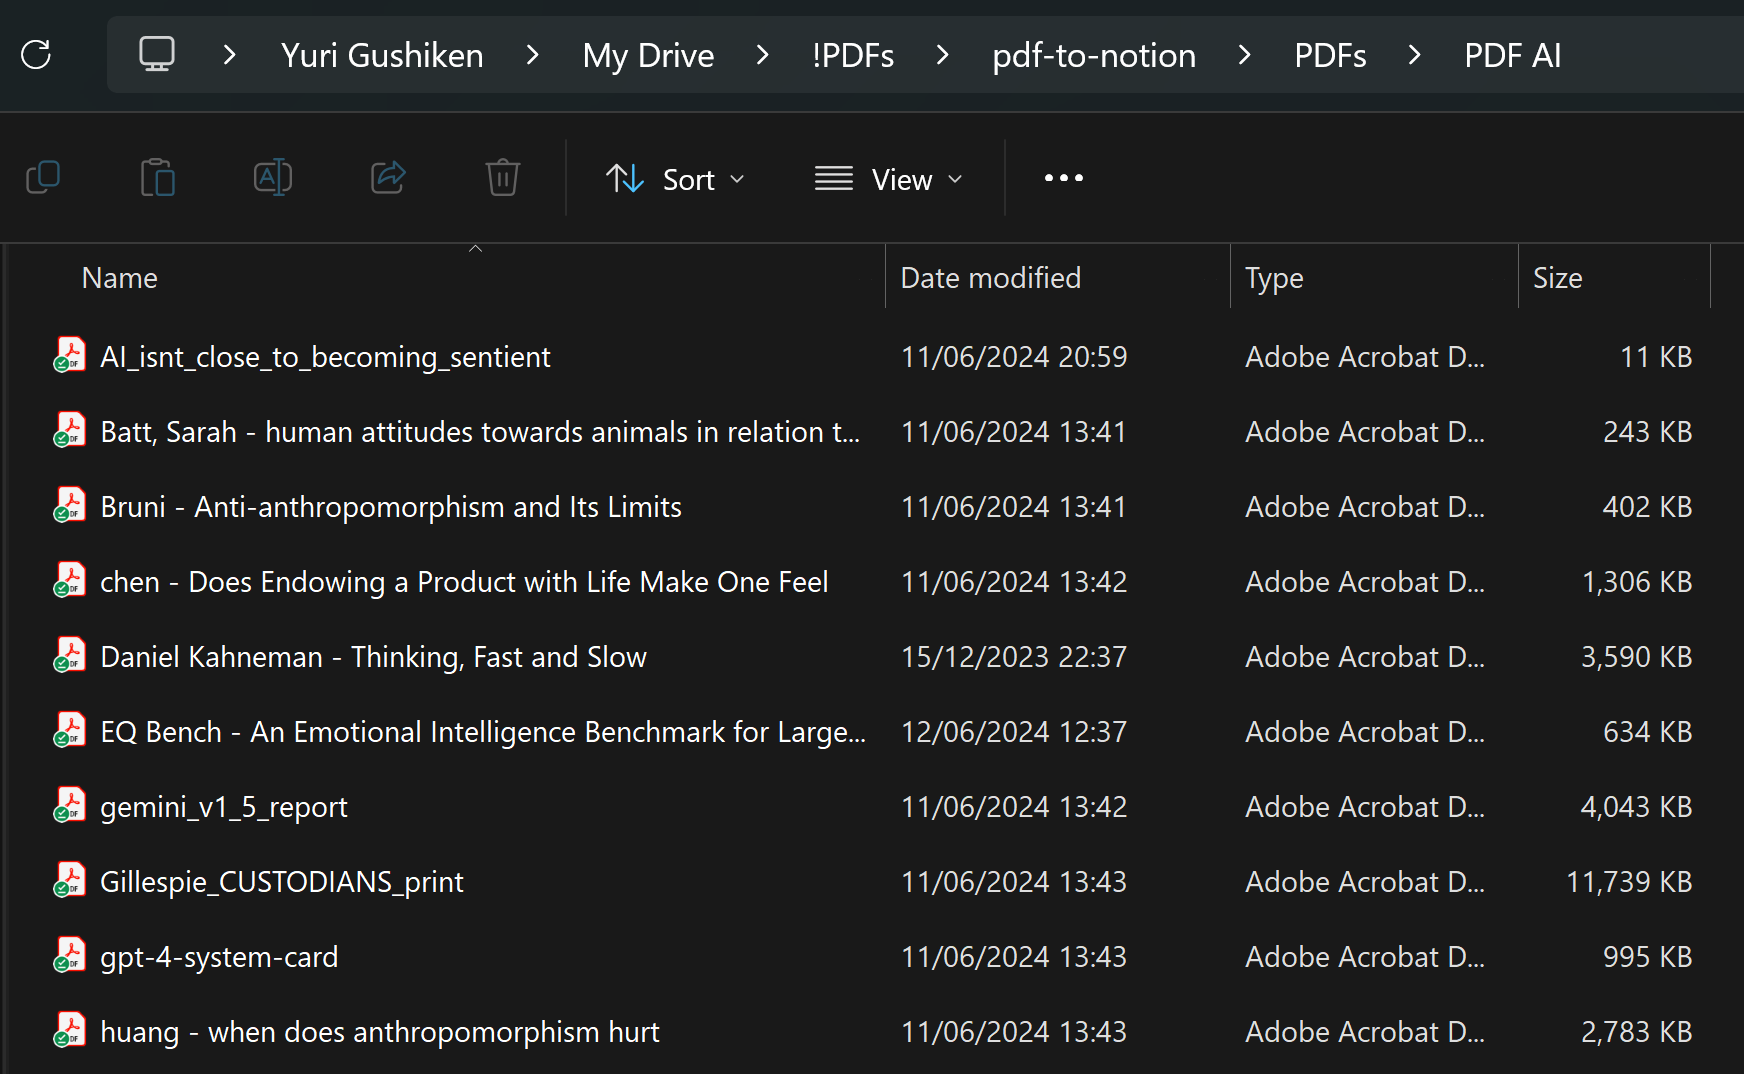 Yuri Gushiken > My Drive > !PDFs > pdf-to-notion > PDFs > PDF AI
Sort View
Name Date modified Type Size
AI_isnt_close_to_becoming_sentient 11/06/2024 20:59 Adobe Acrobat D... 11 KB
Batt, Sarah - human attitudes towards animals in relation t... 11/06/2024 13:41 Adobe Acrobat D... 243 KB
Bruni - Anti-anthropomorphism and Its Limits 11/06/2024 13:41 Adobe Acrobat D... 402 KB
chen - Does Endowing a Product with Life Make One Feel 11/06/2024 13:42 Adobe Acrobat D... 1,306 KB
Daniel Kahneman - Thinking, Fast and Slow 15/12/2023 22:37 Adobe Acrobat D... 3,590 KB
EQ Bench - An Emotional Intelligence Benchmark for Large... 12/06/2024 12:37 Adobe Acrobat D... 634 KB
gemini_v1_5_report 11/06/2024 13:42 Adobe Acrobat D... 4,043 KB
Gillespie_CUSTODIANS_print 11/06/2024 13:43 Adobe Acrobat D... 11,739 KB
gpt-4-system-card 11/06/2024 13:43 Adobe Acrobat D... 995 KB
huang - when does anthropomorphism hurt 11/06/2024 13:43 Adobe Acrobat D... 2,783 KB